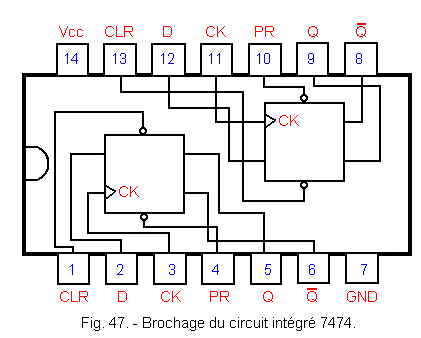 Vcc CLR D CK PR Q Q̅
14 13 12 11 10 9 8
CK
CK
1 2 3 4 5 6 7
CLR D CK PR Q Q̅ GND
Fig. 47. - Brochage du circuit intégré 7474.